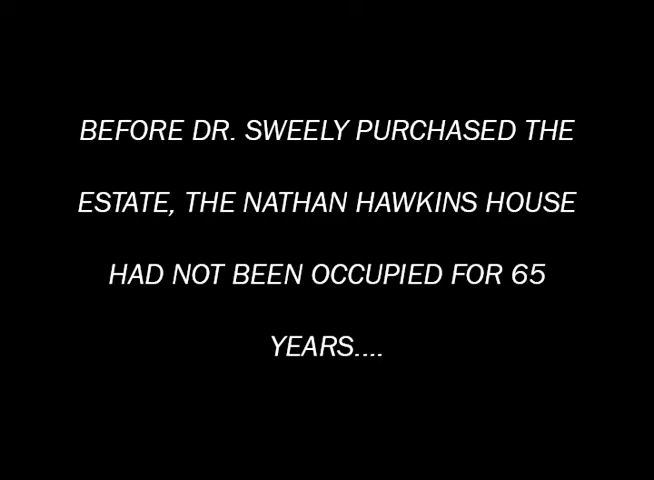 BEFORE DR. SWEELY PURCHASED THE
ESTATE, THE NATHAN HAWKINS HOUSE
HAD NOT BEEN OCCUPIED FOR 65
YEARS....